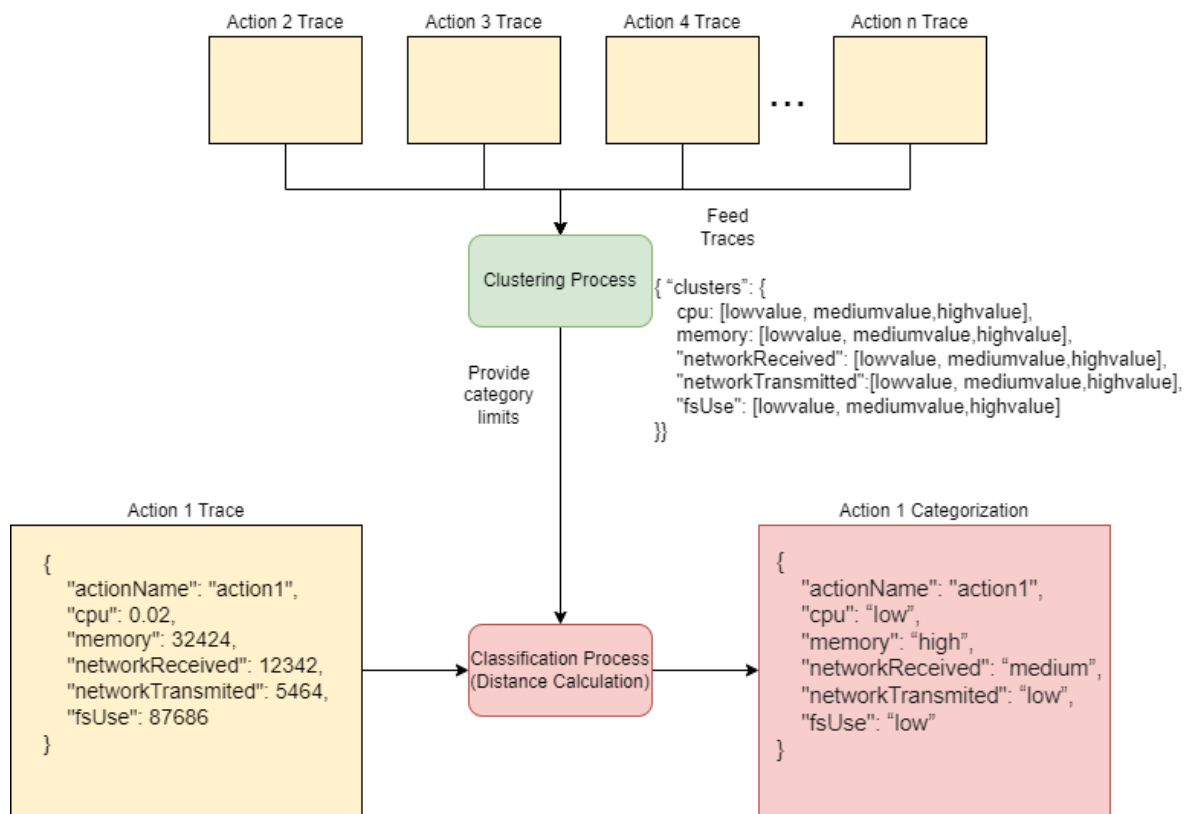 Action 2 Trace
Action 3 Trace
Action 4 Trace
Action n Trace
...
Feed
Traces
Clustering Process
{ “clusters”: {
cpu: [lowvalue, mediumvalue,highvalue],
memory: [lowvalue, mediumvalue,highvalue],
"networkReceived": [lowvalue, mediumvalue,highvalue],
"networkTransmitted":[lowvalue, mediumvalue,highvalue],
"fsUse": [lowvalue, mediumvalue,highvalue]
}}
Provide
category
limits
Action 1 Trace
{
"actionName": "action1",
"cpu": 0.02,
"memory": 32424,
"networkReceived": 12342,
"networkTransmited": 5464,
"fsUse": 87686
}
Classification Process
(Distance Calculation)
Action 1 Categorization
{
"actionName": "action1",
"cpu": “low”,
"memory": “high”,
"networkReceived": “medium”,
"networkTransmited": “low”,
"fsUse": “low”
}